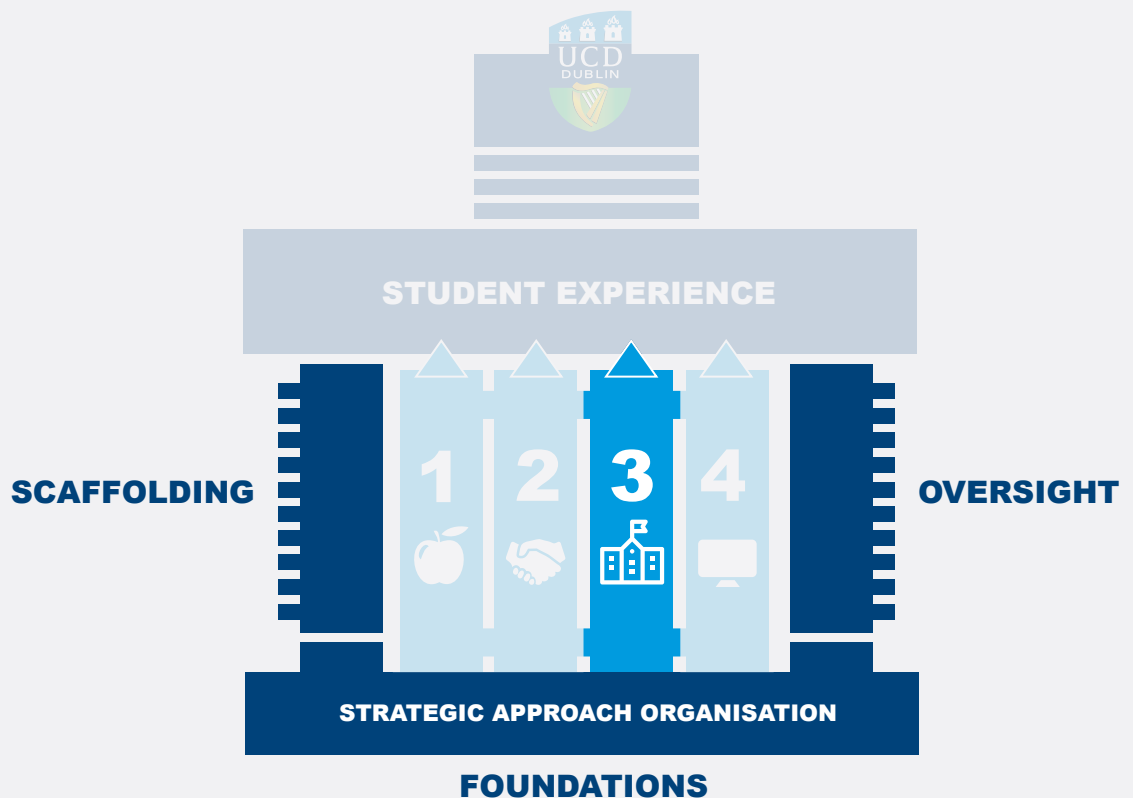 UCD
DUBLIN
STUDENT EXPERIENCE
1 2 3 4
SCAFFOLDING
OVERSIGHT
STRATEGIC APPROACH ORGANISATION
FOUNDATIONS